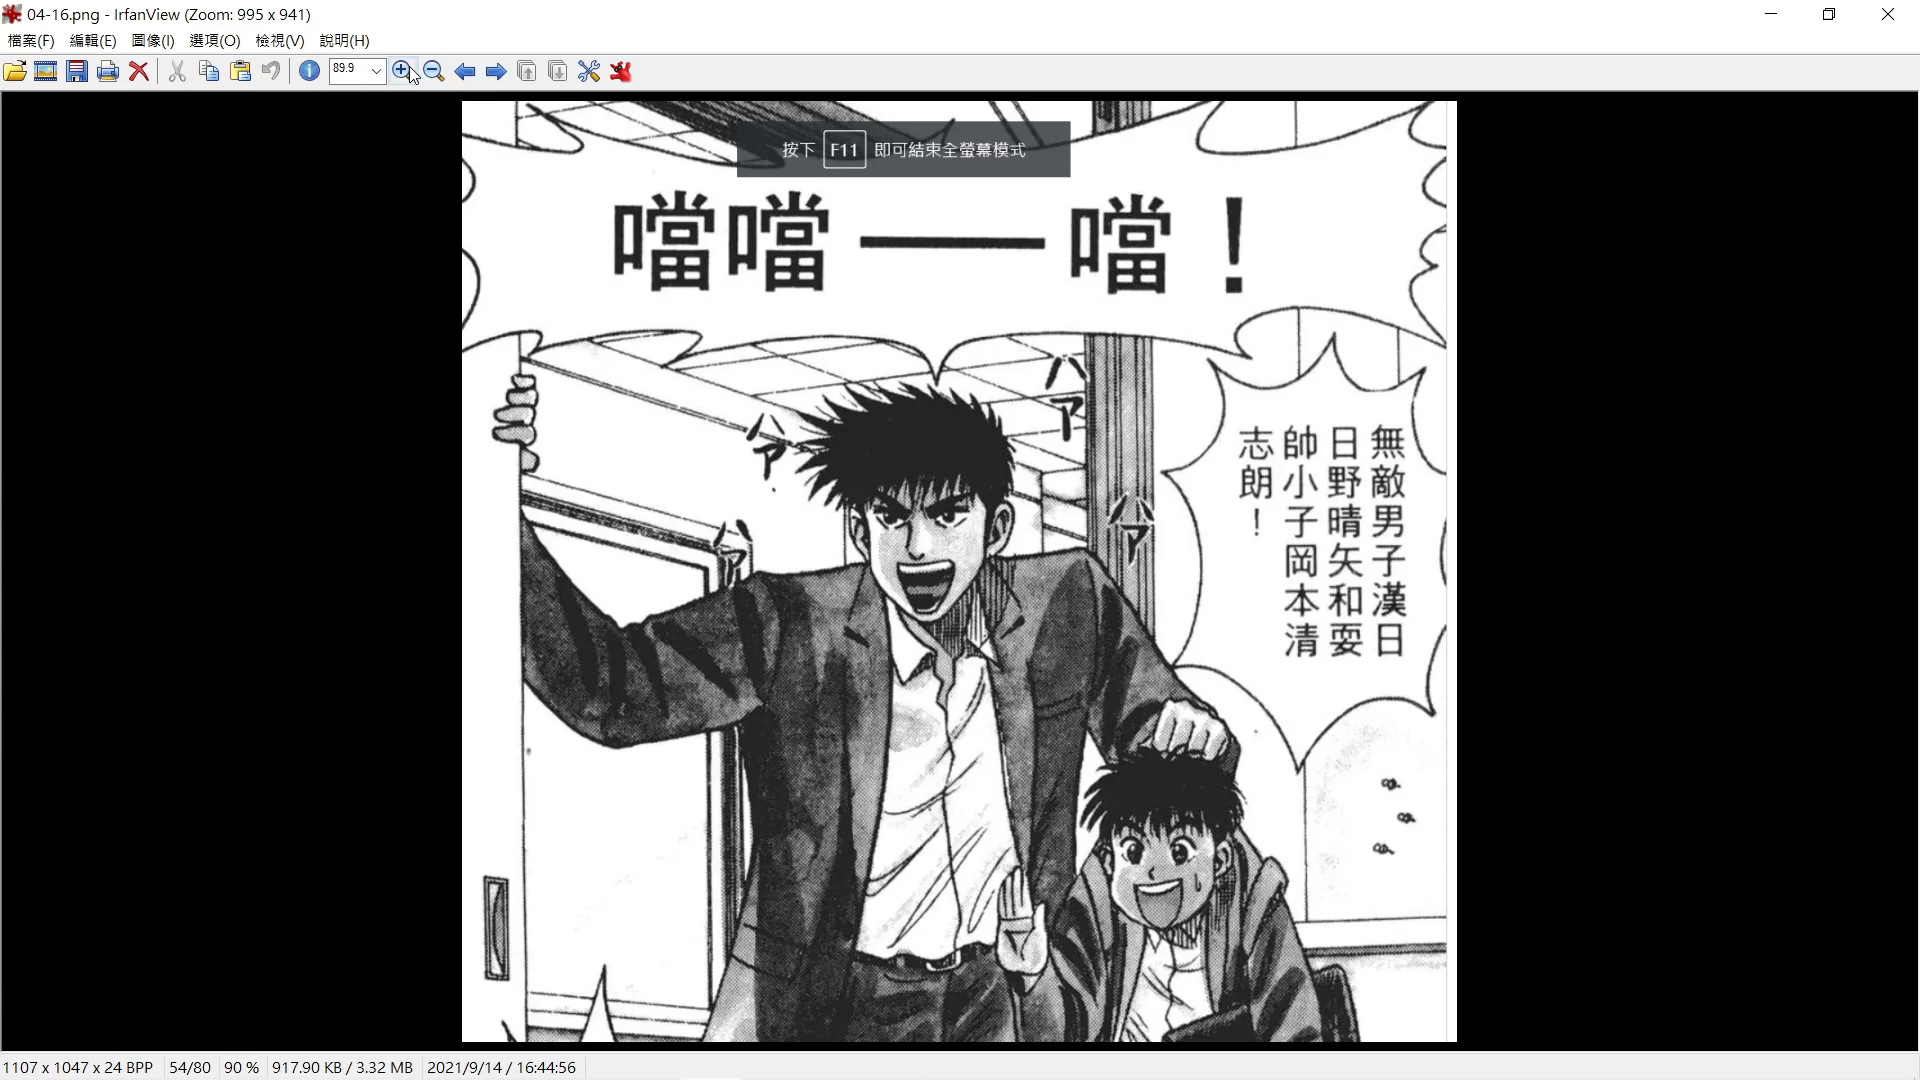 04-16.png - IrfanView (Zoom: 995 x 941)
檔案(F) 編輯(E) 圖像(I) 選項(O) 檢視(V) 說明(H)
89.9
按下 F11 即可結束全螢幕模式
噹噹——噹！
無敵男子漢日
日野晴矢和耍
帥小子岡本清
志朗！
ハア
ハア
ハア
ハア
1107 x 1047 x 24 BPP 54/80 90 % 917.90 KB / 3.32 MB 2021/9/14 / 16:44:56